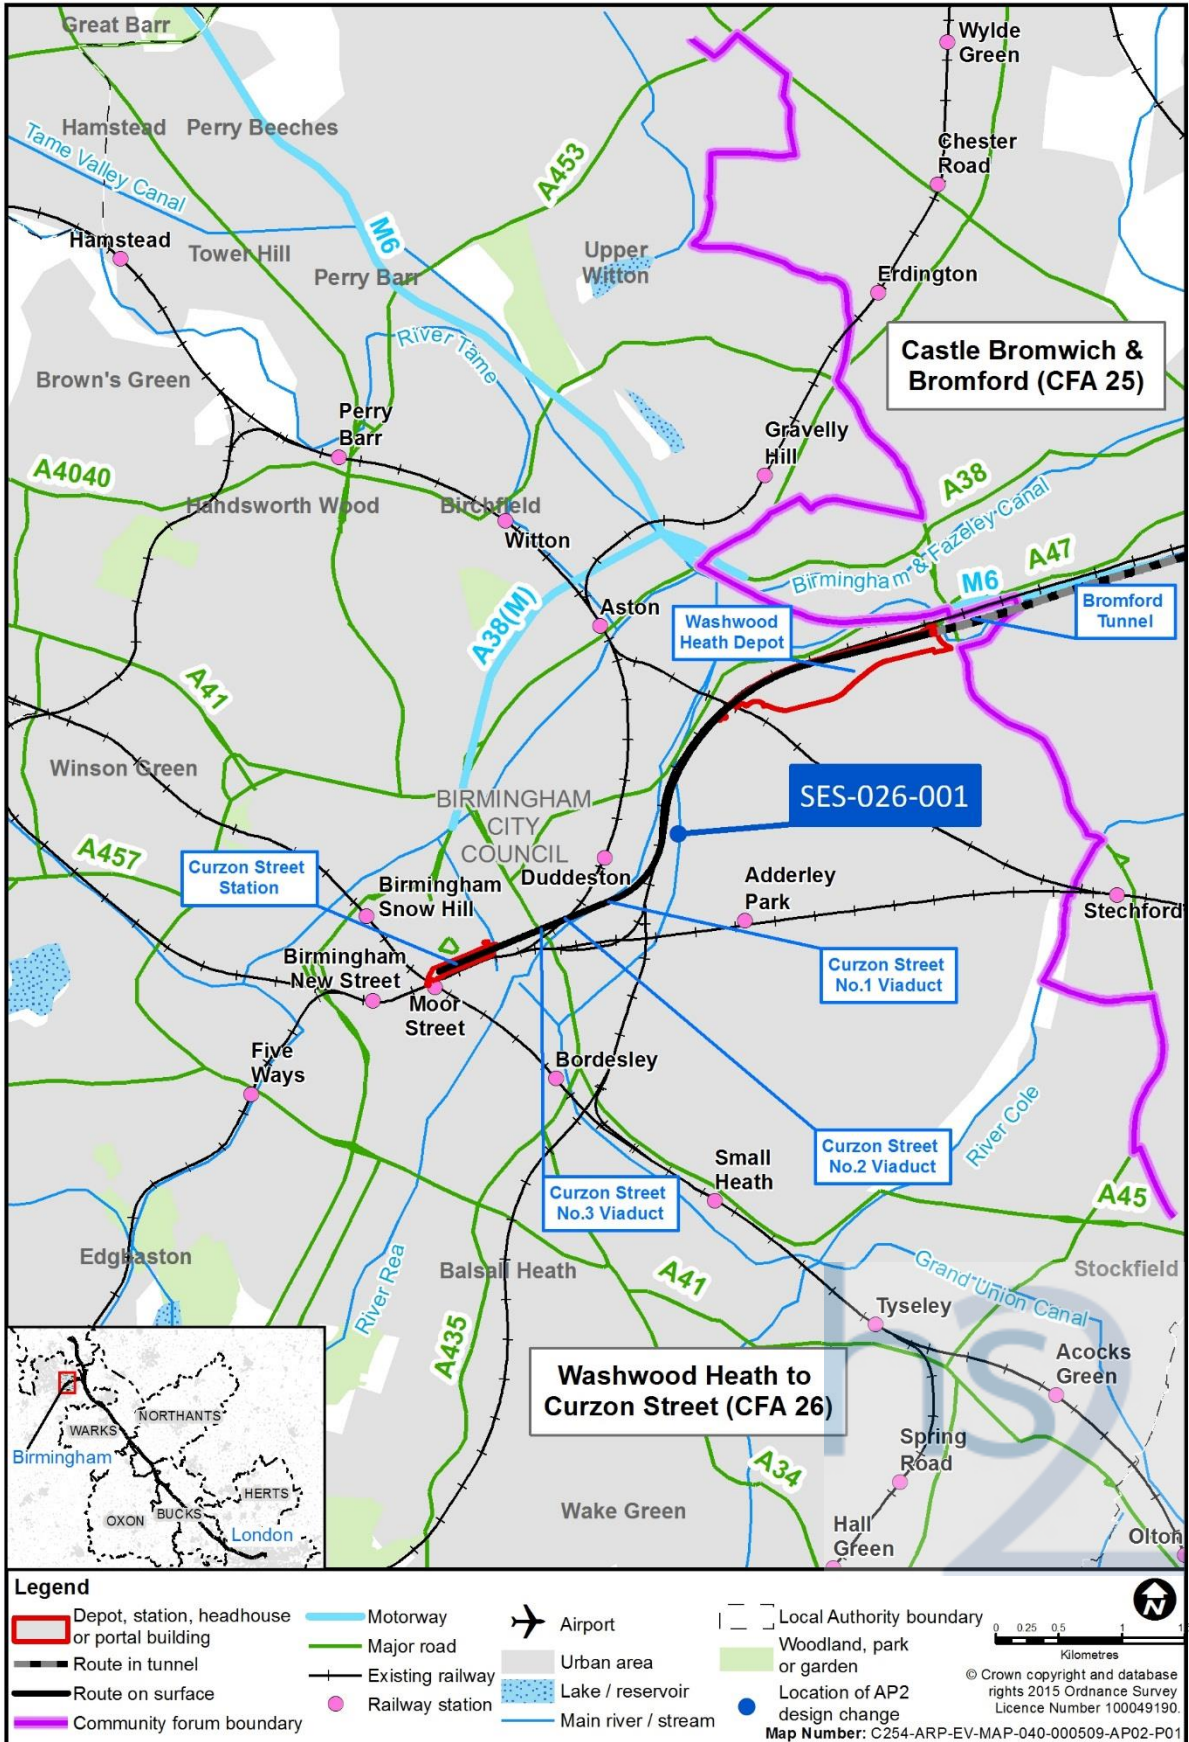 Great Barr
Wylde
Green
Hamstead
Perry Beeches
Tame Valley Canal
A453
Chester
Road
M6
Hamstead
Tower Hill
Perry Barr
Upper
Witton
Erdington
River Tame
Castle Bromwich &
Bromford (CFA 25)
Brown's Green
Perry
Barr
Gravelly
Hill
A4040
Handsworth Wood
Birchfield
Witton
A38
Birmingham & Fazeley Canal
A47
M6
A38(M)
Aston
Washwood
Heath Depot
Bromford
Tunnel
A41
Winson Green
BIRMINGHAM
CITY
COUNCIL
SES-026-001
A457
Curzon Street
Station
Birmingham
Snow Hill
Duddeston
Adderley
Park
Stechford
Birmingham
New Street
Moor
Street
Curzon Street
No.1 Viaduct
Five
Ways
Bordesley
River Cole
Small
Heath
Curzon Street
No.2 Viaduct
Curzon Street
No.3 Viaduct
A45
Edgbaston
River Rea
Balsall Heath
A41
Grand Union Canal
Stockfield
Tyseley
A435
Acocks
Green
Washwood Heath to
Curzon Street (CFA 26)
hs2
Spring
Road
A34
Wake Green
Hall
Green
Olton
NORTHANTS
WARKS
Birmingham
HERTS
BUCKS
OXON
London
Legend
Depot, station, headhouse
or portal building
Route in tunnel
Route on surface
Community forum boundary
Motorway
Major road
Existing railway
Railway station
Airport
Urban area
Lake / reservoir
Main river / stream
Local Authority boundary
Woodland, park
or garden
Location of AP2
design change
N
0 0.25 0.5 1
Kilometres
© Crown copyright and database
rights 2015 Ordnance Survey
Licence Number 100049190.
Map Number: C254-ARP-EV-MAP-040-000509-AP02-P01